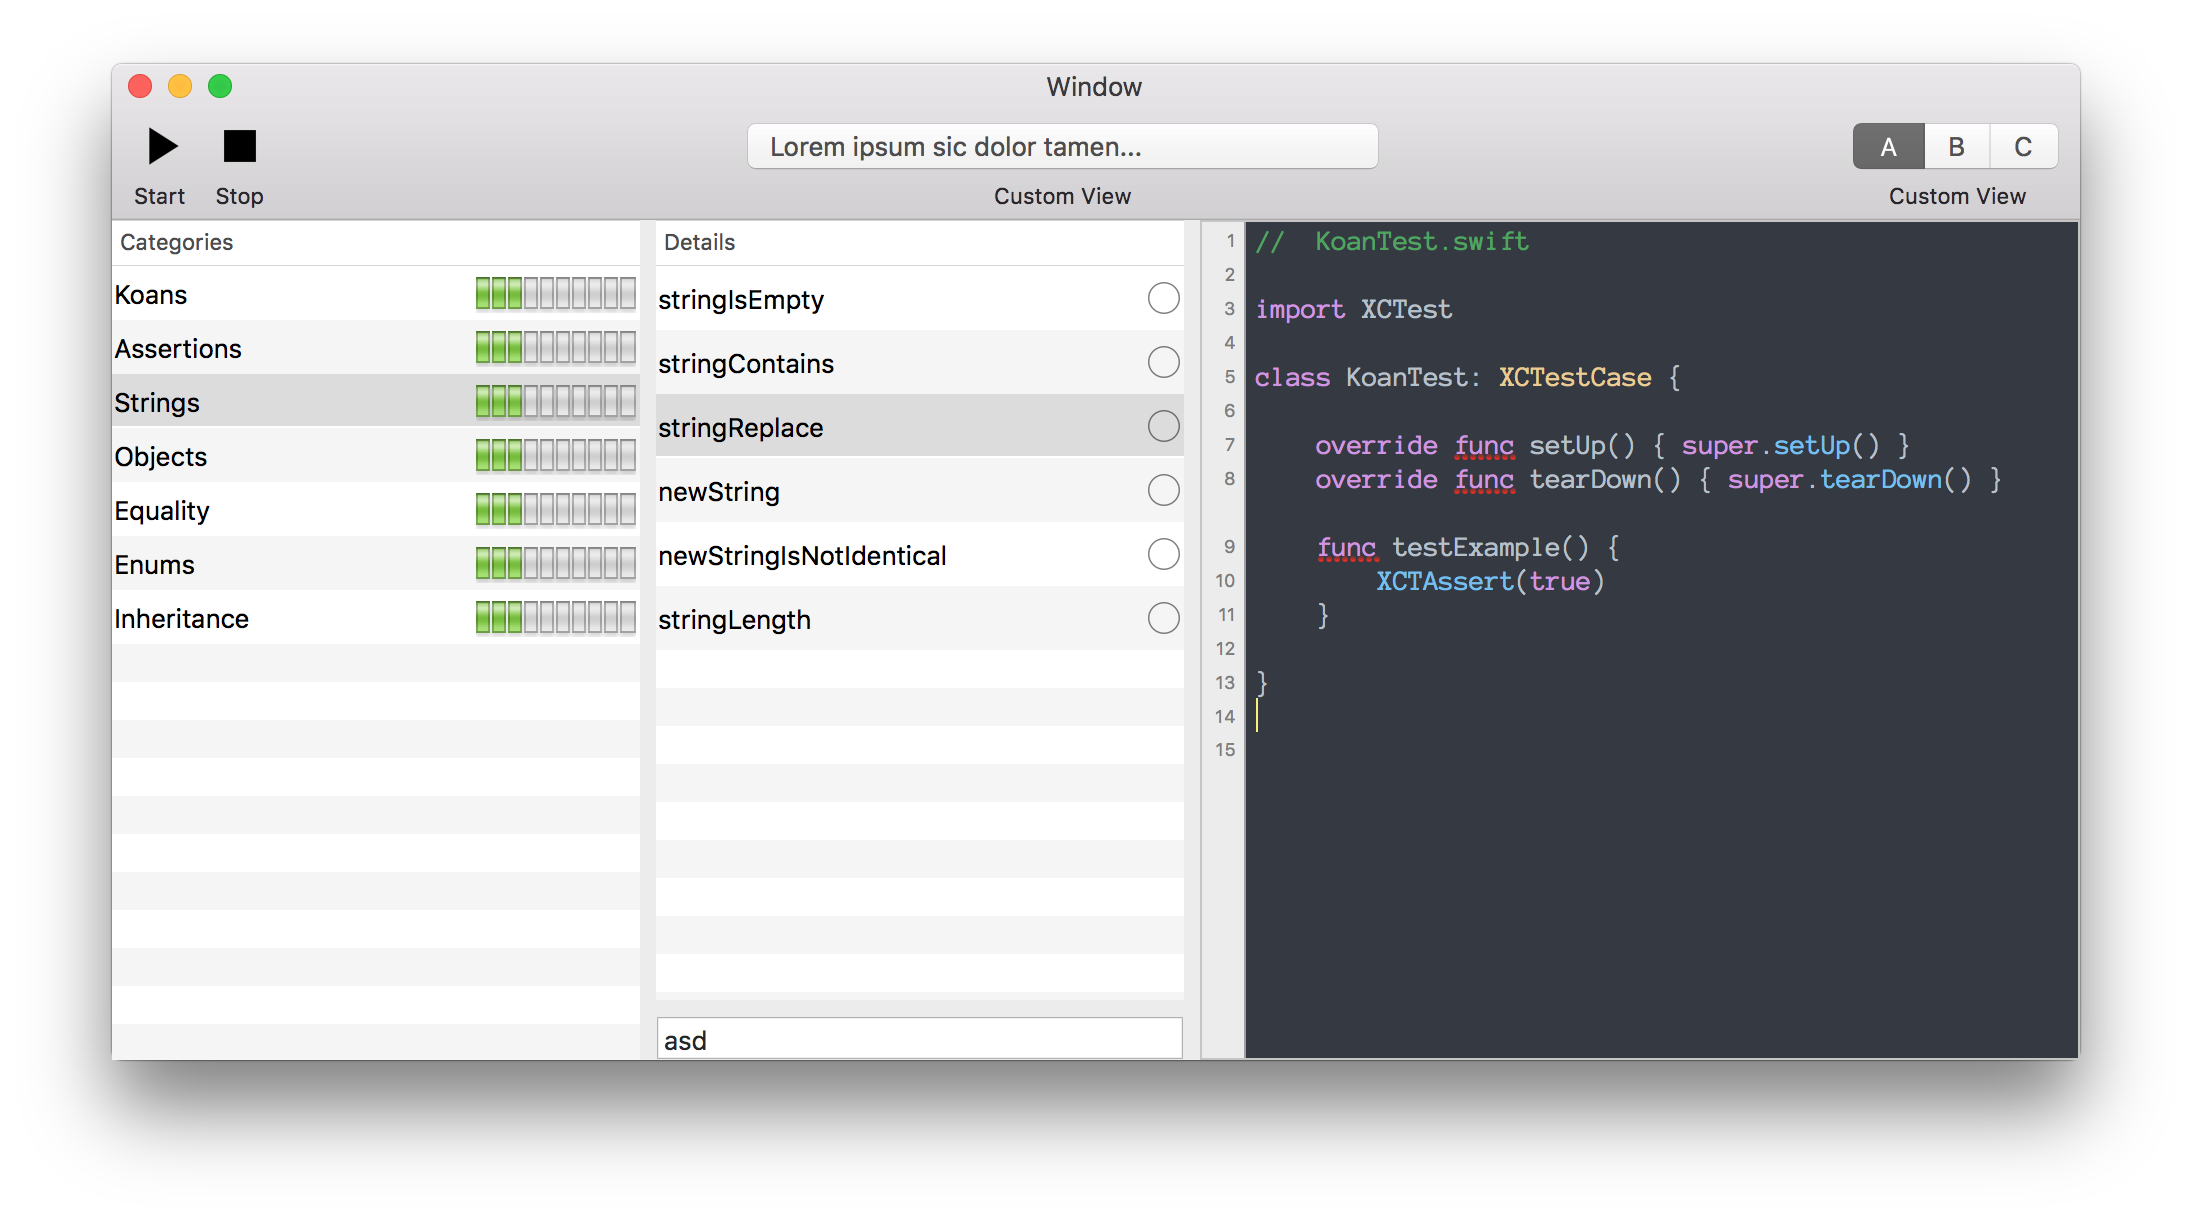 Window
Lorem ipsum sic dolor tamen...
A B C
Start Stop
Custom View
Custom View
Categories
Koans
Assertions
Strings
Objects
Equality
Enums
Inheritance
Details
stringIsEmpty
stringContains
stringReplace
newString
newStringIsNotIdentical
stringLength
asd
1 //  KoanTest.swift
2
3 import XCTest
4
5 class KoanTest: XCTestCase {
6
7     override func setUp() { super.setUp() }
8     override func tearDown() { super.tearDown() }
9     func testExample() {
10         XCTAssert(true)
11     }
12
13 }
14
15